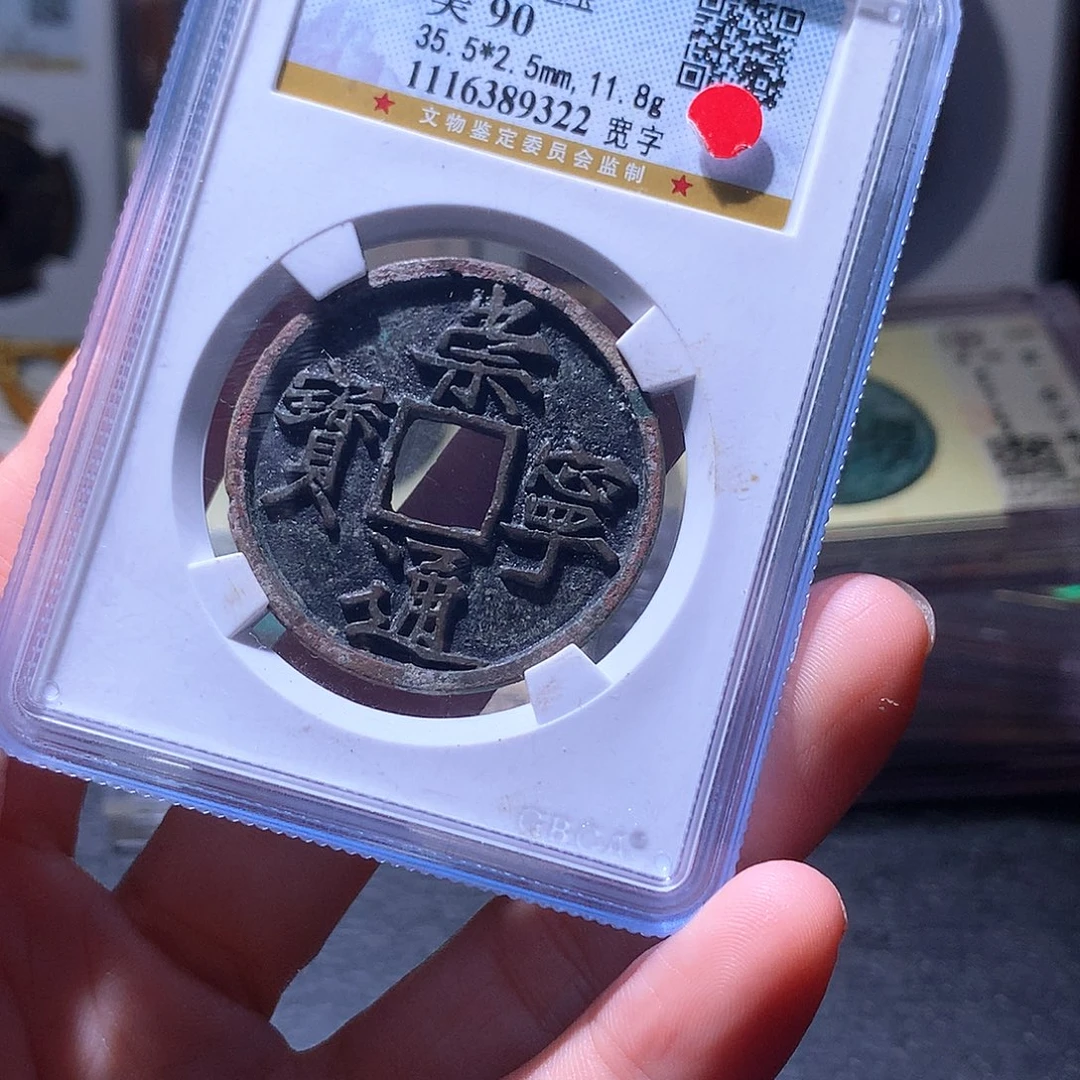 美 90
35.5*2.5mm, 11.8g
1116389322 宽字
★ 文物鉴定委员会监制 ★
崇
寧
通
寶
GBCA